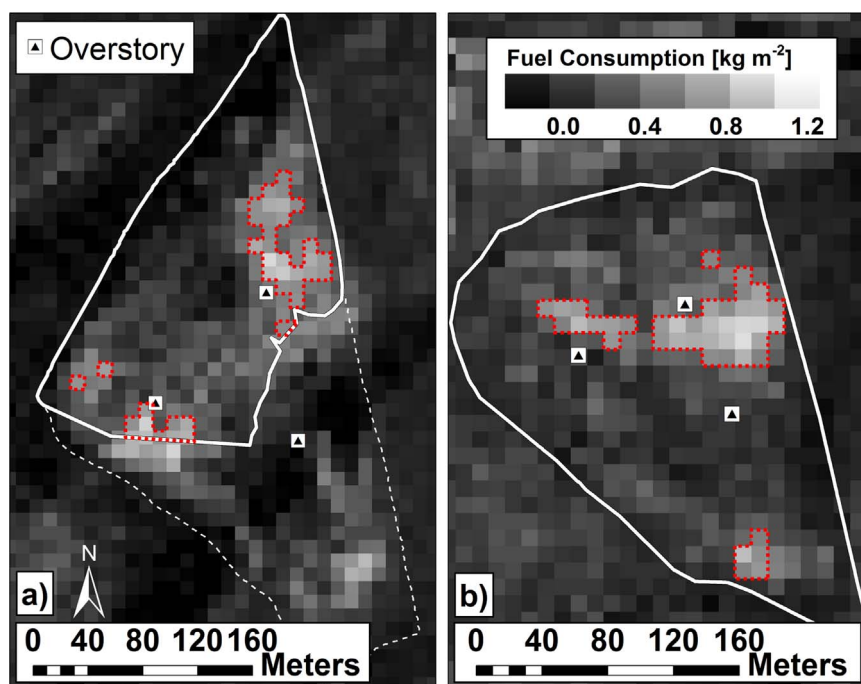 Overstory
N
a)
0 40 80 120 160
Meters
Fuel Consumption [kg m-2]
0.0 0.4 0.8 1.2
b)
0 40 80 120 160
Meters